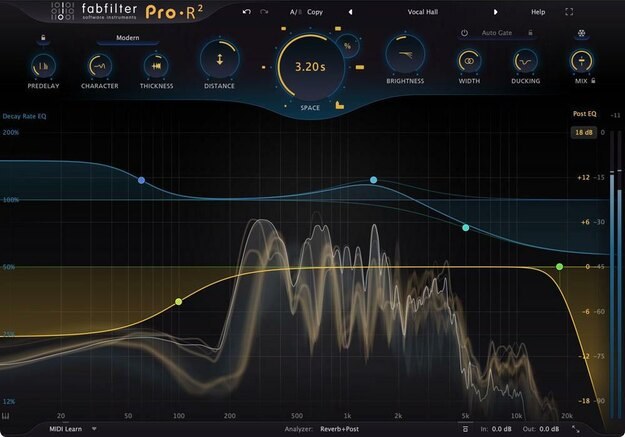 fabfilter
software instruments
Pro·R²
A/B Copy
Vocal Hall
Help
Modern
Auto Gate
%
3.20s
PREDELAY
CHARACTER
THICKNESS
DISTANCE
SPACE
BRIGHTNESS
WIDTH
DUCKING
MIX
Decay Rate EQ
Post EQ
-11
200%
18 dB
0
+12
-15
100%
+6
-30
50%
0
-45
-6
-60
25%
-12
-75
12%
-18
-90
20
50
100
200
500
1k
2k
5k
10k
20k
MIDI Learn
Analyzer: Reverb+Post
In: 0.0 dB
Out: 0.0 dB